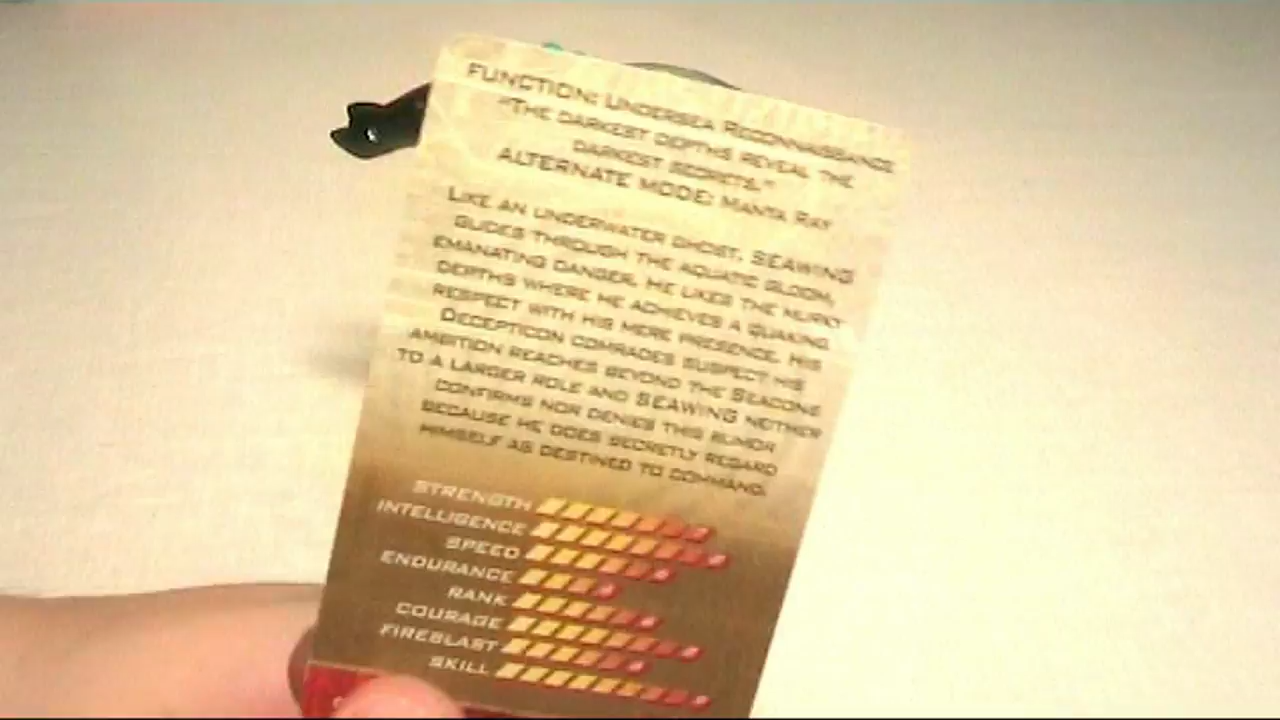 FUNCTION: UNDERSEA RECONNAISSANCE
"THE DARKEST DEPTHS REVEAL THE
DARKEST SECRETS."
ALTERNATE MODE: MANTA RAY
LIKE AN UNDERWATER GHOST, SEAWING
GLIDES THROUGH THE AQUATIC GLOOM,
EMANATING DANGER. HE LIKES THE MURKY
DEPTHS WHERE HE ACHIEVES A QUAKING
RESPECT WITH HIS MERE PRESENCE. HIS
DECEPTICON COMRADES SUSPECT HIS
AMBITION REACHES BEYOND THE SEACONS
TO A LARGER ROLE AND SEAWING NEITHER
CONFIRMS NOR DENIES THIS RUMOR
BECAUSE HE DOES SECRETLY REGARD
HIMSELF AS DESTINED TO COMMAND.
STRENGTH
INTELLIGENCE
SPEED
ENDURANCE
RANK
COURAGE
FIREBLAST
SKILL